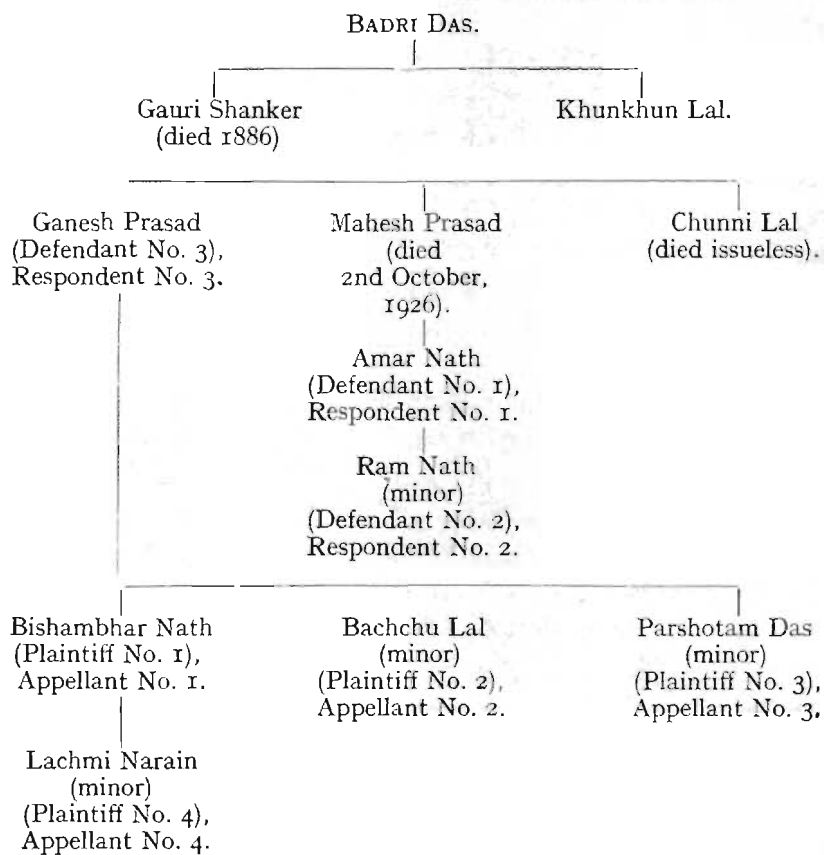 BADRI DAS.
Gauri Shanker
(died 1886)
Khunkhun Lal.
Ganesh Prasad
(Defendant No. 3),
Respondent No. 3.
Mahesh Prasad
(died
2nd October,
1926).
Chunni Lal
(died issueless).
Amar Nath
(Defendant No. 1),
Respondent No. 1.
Ram Nath
(minor)
(Defendant No. 2),
Respondent No. 2.
Bishambhar Nath
(Plaintiff No. 1),
Appellant No. 1.
Bachchu Lal
(minor)
(Plaintiff No. 2),
Appellant No. 2.
Parshotam Das
(minor)
(Plaintiff No. 3),
Appellant No. 3.
Lachmi Narain
(minor)
(Plaintiff No. 4),
Appellant No. 4.